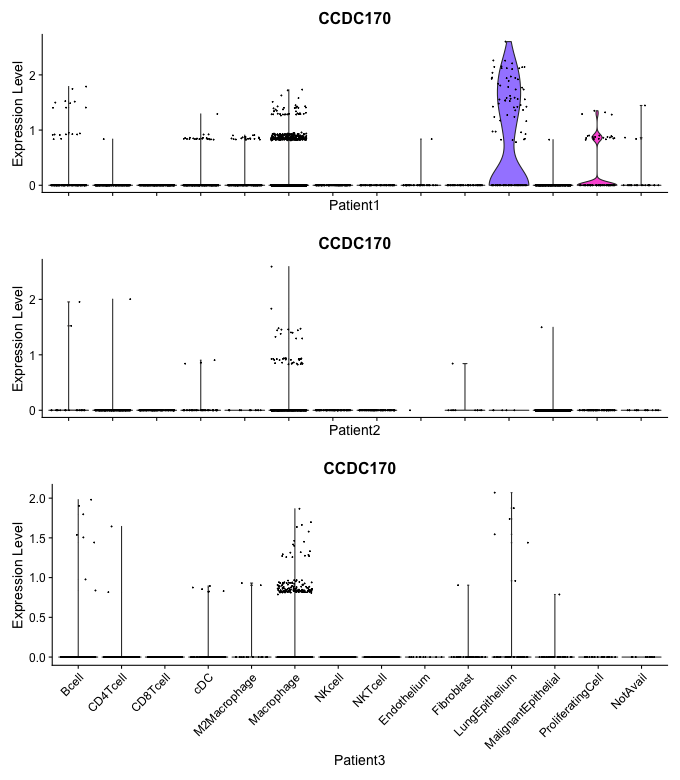 CCDC170
Expression Level
2
1
0
Patient1
CCDC170
Expression Level
2
1
0
Patient2
CCDC170
Expression Level
2.0
1.5
1.0
0.5
0.0
Bcell
CD4Tcell
CD8Tcell
cDC
M2Macrophage
Macrophage
NKcell
NKTcell
Endothelium
Fibroblast
LungEpithelium
MalignantEpithelial
ProliferatingCell
NotAvail
Patient3